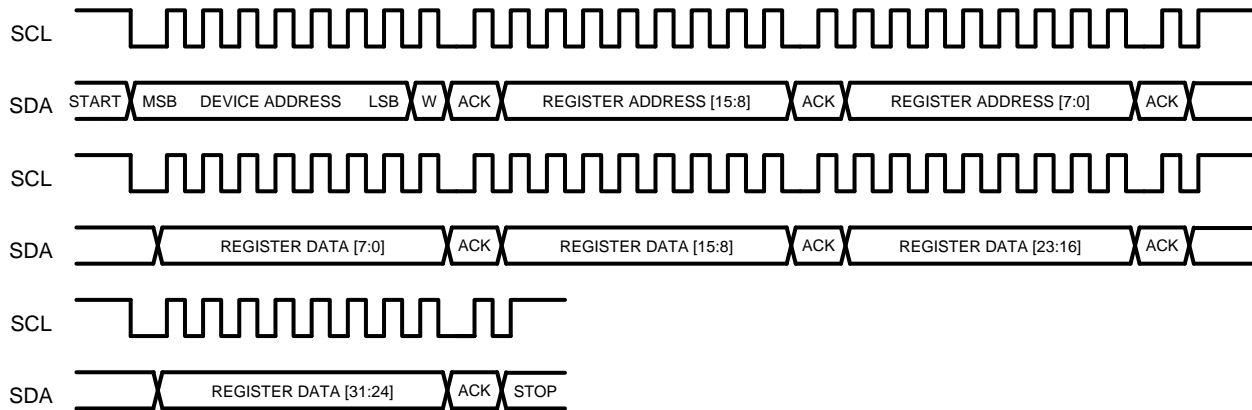 SCL
SDA START MSB DEVICE ADDRESS LSB W ACK REGISTER ADDRESS [15:8] ACK REGISTER ADDRESS [7:0] ACK
SCL
SDA REGISTER DATA [7:0] ACK REGISTER DATA [15:8] ACK REGISTER DATA [23:16] ACK
SCL
SDA REGISTER DATA [31:24] ACK STOP